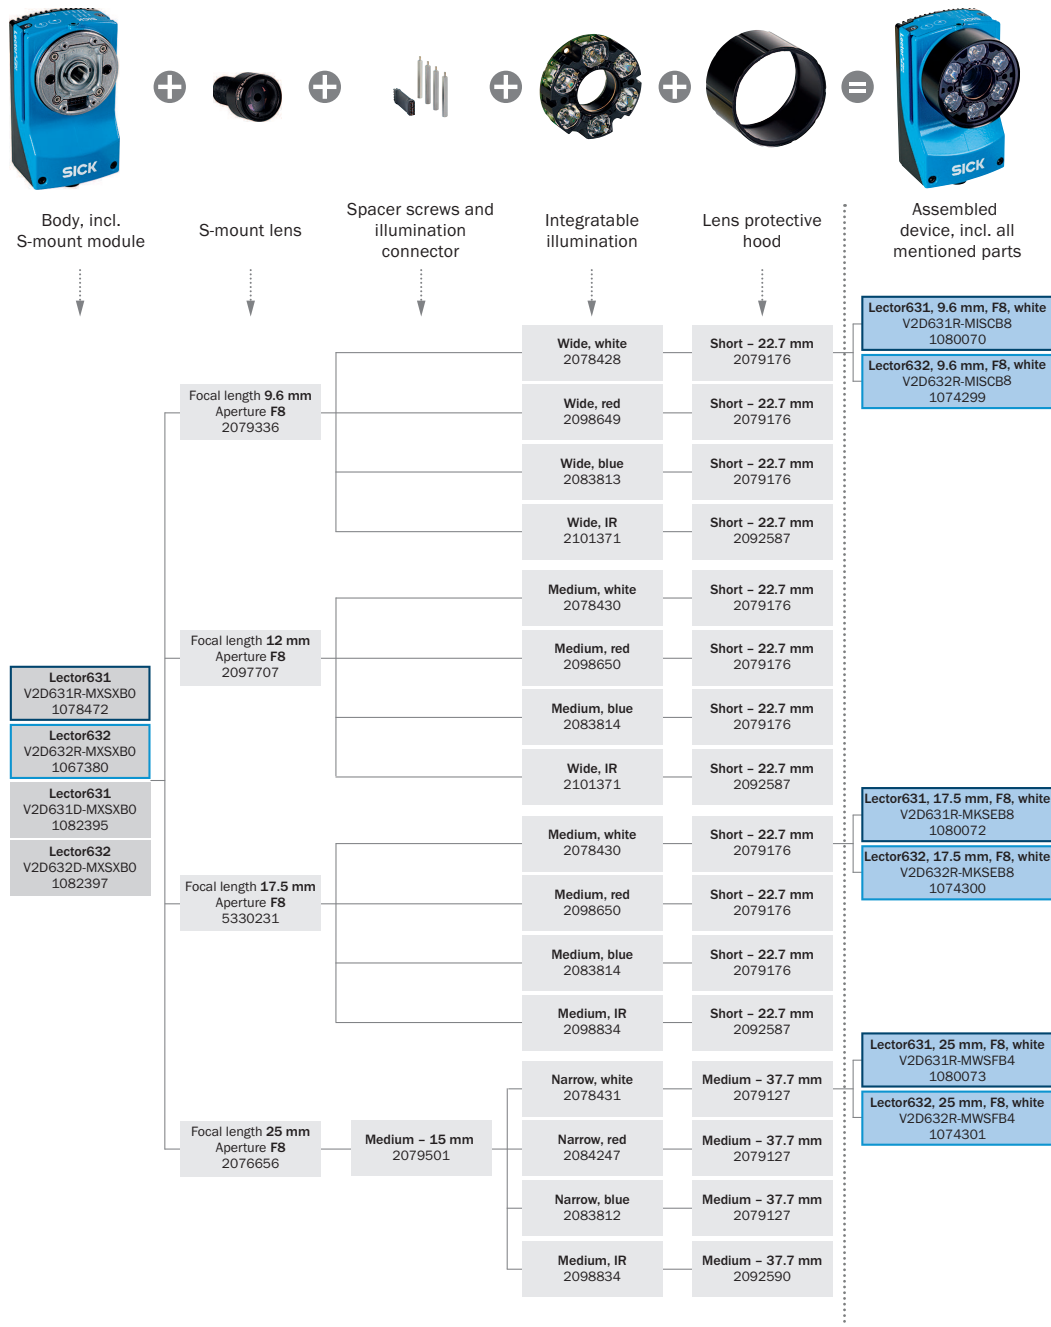 SICK
SICK
Body, incl.
S-mount module
S-mount lens
Spacer screws and
illumination
connector
Integratable
illumination
Lens protective
hood
Assembled
device, incl. all
mentioned parts
Lector631
V2D631R-MXSXB0
1078472
Lector632
V2D632R-MXSXB0
1067380
Lector631
V2D631D-MXSXB0
1082395
Lector632
V2D632D-MXSXB0
1082397
Focal length 9.6 mm
Aperture F8
2079336
Wide, white
2078428
Short – 22.7 mm
2079176
Lector631, 9.6 mm, F8, white
V2D631R-MISCB8
1080070
Lector632, 9.6 mm, F8, white
V2D632R-MISCB8
1074299
Wide, red
2098649
Short – 22.7 mm
2079176
Wide, blue
2083813
Short – 22.7 mm
2079176
Wide, IR
2101371
Short – 22.7 mm
2092587
Focal length 12 mm
Aperture F8
2097707
Medium, white
2078430
Short – 22.7 mm
2079176
Medium, red
2098650
Short – 22.7 mm
2079176
Medium, blue
2083814
Short – 22.7 mm
2079176
Wide, IR
2101371
Short – 22.7 mm
2092587
Focal length 17.5 mm
Aperture F8
5330231
Medium, white
2078430
Short – 22.7 mm
2079176
Lector631, 17.5 mm, F8, white
V2D631R-MKSEB8
1080072
Lector632, 17.5 mm, F8, white
V2D632R-MKSEB8
1074300
Medium, red
2098650
Short – 22.7 mm
2079176
Medium, blue
2083814
Short – 22.7 mm
2079176
Medium, IR
2098834
Short – 22.7 mm
2092587
Focal length 25 mm
Aperture F8
2076656
Medium – 15 mm
2079501
Narrow, white
2078431
Medium – 37.7 mm
2079127
Lector631, 25 mm, F8, white
V2D631R-MWSFB4
1080073
Lector632, 25 mm, F8, white
V2D632R-MWSFB4
1074301
Narrow, red
2084247
Medium – 37.7 mm
2079127
Narrow, blue
2083812
Medium – 37.7 mm
2079127
Medium, IR
2098834
Medium – 37.7 mm
2092590